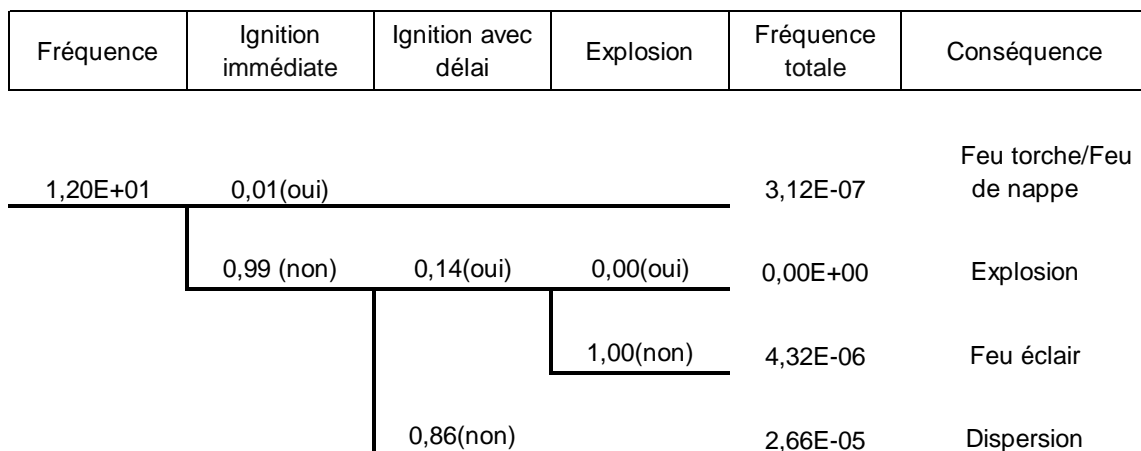 Fréquence
Ignition
immédiate
Ignition avec
délai
Explosion
Fréquence
totale
Conséquence
Feu torche/Feu
de nappe
1,20E+01
0,01(oui)
3,12E-07
0,99 (non)
0,14(oui)
0,00(oui)
0,00E+00
Explosion
1,00(non)
4,32E-06
Feu éclair
0,86(non)
2,66E-05
Dispersion